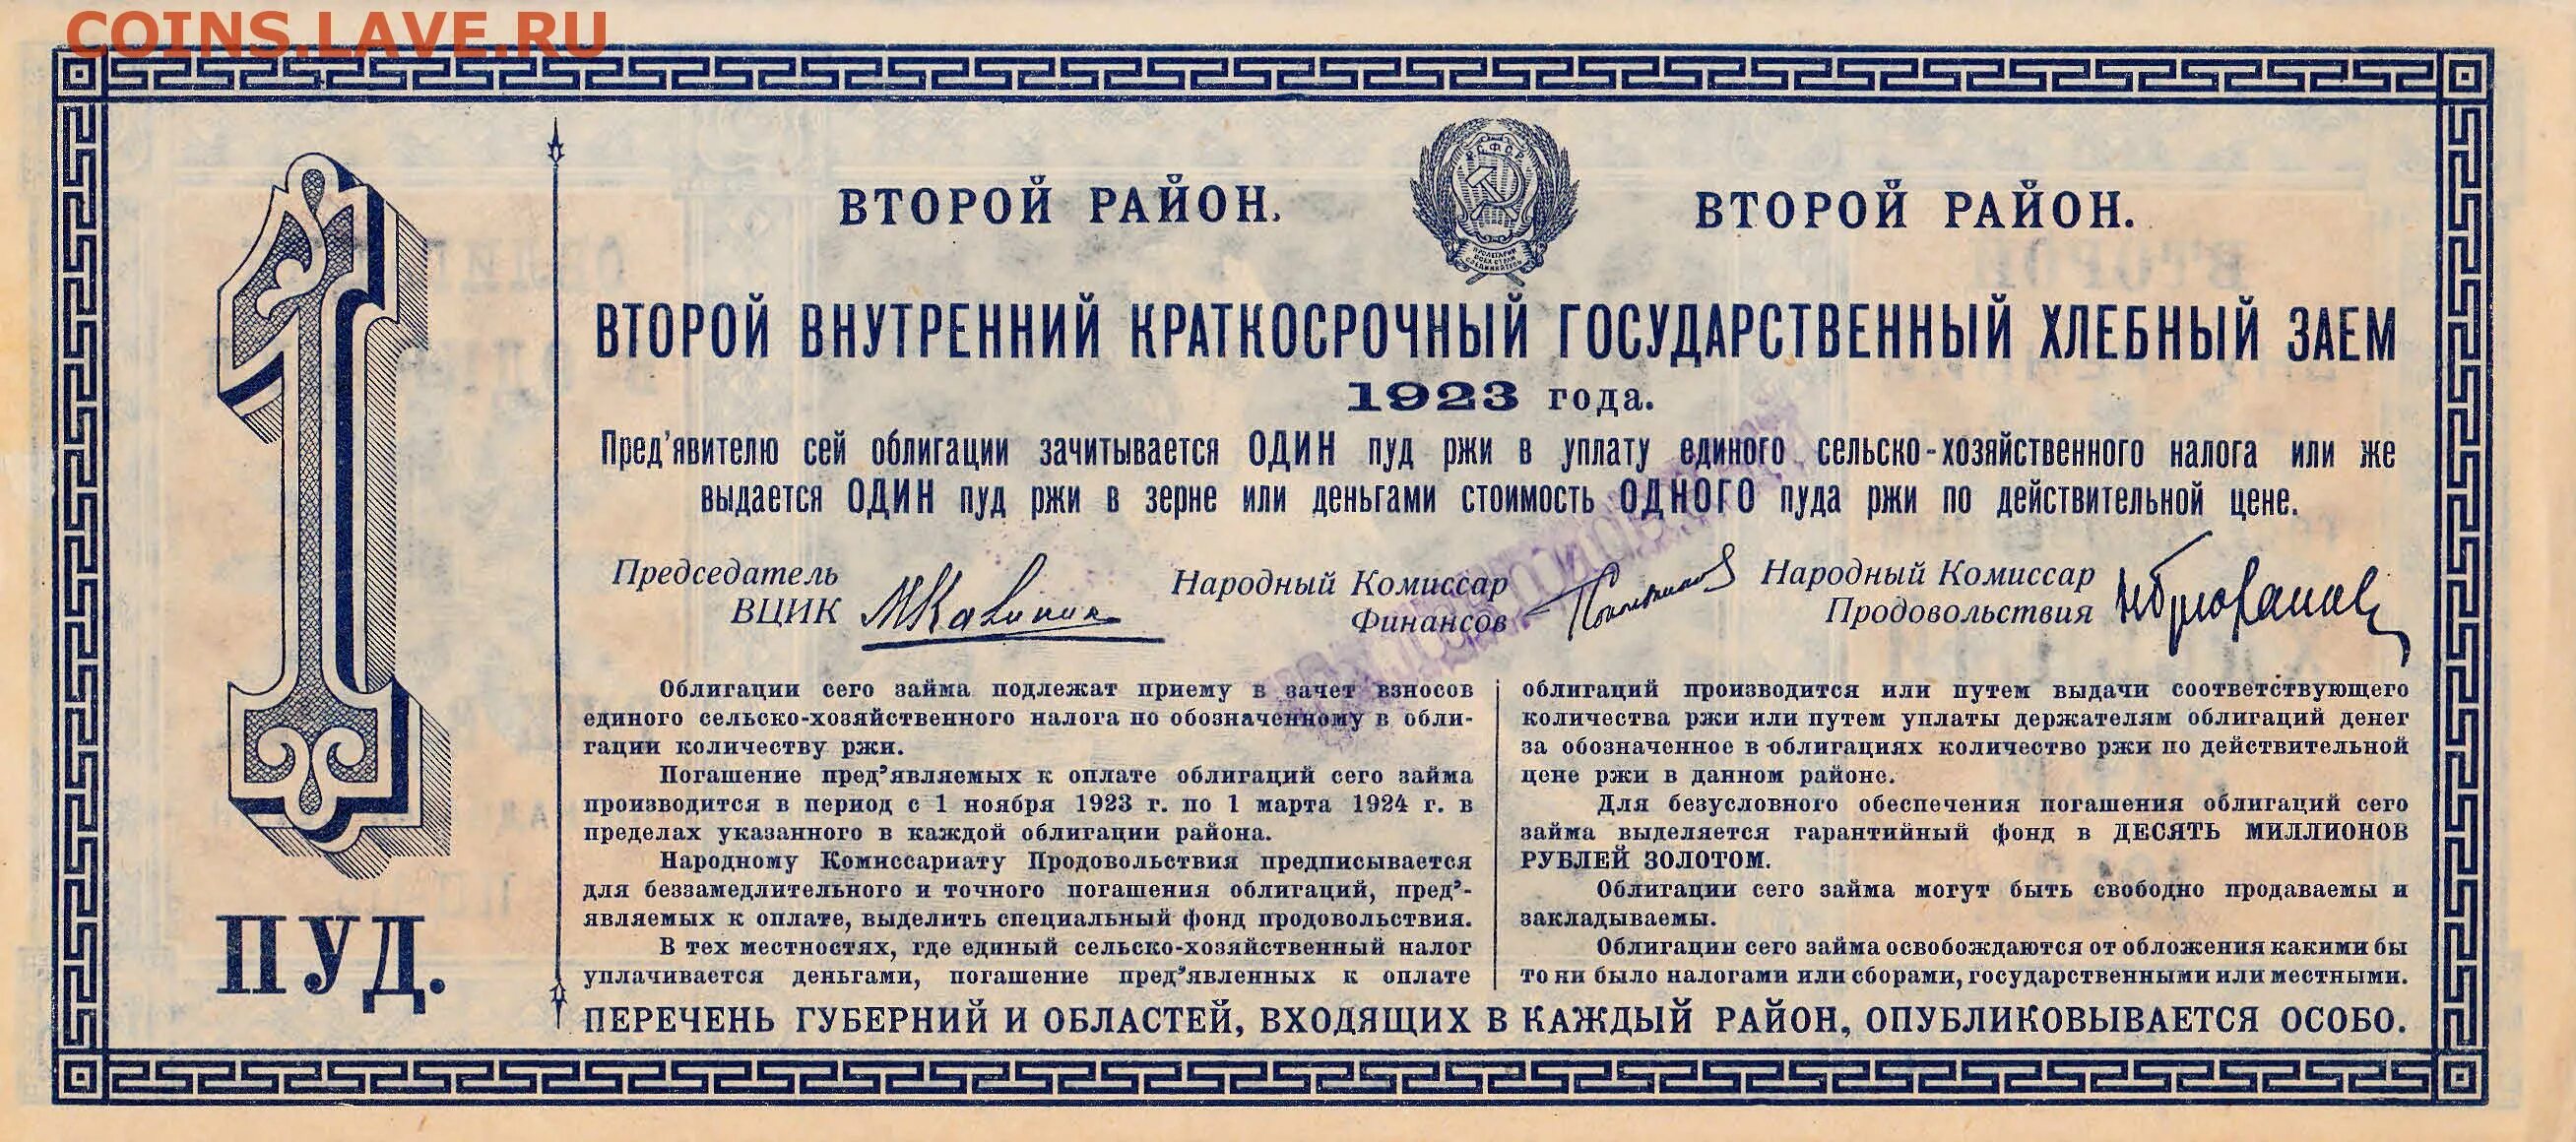 COINS.LAVE.RU
ВТОРОЙ РАЙОН.
Р.С.Ф.С.Р.
ПРОЛЕТАРИИ
ВСЕХ СТРАН
СОЕДИНЯЙТЕСЬ
ВТОРОЙ РАЙОН.
ВТОРОЙ ВНУТРЕННИЙ КРАТКОСРОЧНЫЙ ГОСУДАРСТВЕННЫЙ ХЛЕБНЫЙ ЗАЕМ
1923 года.
Пред'явителю сей облигации зачитывается ОДИН пуд ржи в уплату единого сельско-хозяйственного налога или же
выдается ОДИН пуд ржи в зерне или деньгами стоимость ОДНОГО пуда ржи по действительной цене.
Председатель
ВЦИК
МКалинин
Народный Комиссар
Финансов
Народный Комиссар
Продовольствия
Облигации сего займа подлежат приему в зачет взносов
единого сельско-хозяйственного налога по обозначенному в обли-
гации количеству ржи.
Погашение пред'являемых к оплате облигаций сего займа
производится в период с 1 ноября 1923 г. по 1 марта 1924 г. в
пределах указанного в каждой облигации района.
Народному Комиссариату Продовольствия предписывается
для беззамедлительного и точного погашения облигаций, пред'-
являемых к оплате, выделить специальный фонд продовольствия.
В тех местностях, где единый сельско-хозяйственный налог
уплачивается деньгами, погашение пред'явленных к оплате
облигаций производится или путем выдачи соответствующего
количества ржи или путем уплаты держателям облигаций денег
за обозначенное в облигациях количество ржи по действительной
цене ржи в данном районе.
Для безусловного обеспечения погашения облигаций сего
займа выделяется гарантийный фонд в ДЕСЯТЬ МИЛЛИОНОВ
РУБЛЕЙ ЗОЛОТОМ.
Облигации сего займа могут быть свободно продаваемы и
закладываемы.
Облигации сего займа освобождаются от обложения какими бы
то ни было налогами или сборами, государственными или местными.
ПЕРЕЧЕНЬ ГУБЕРНИЙ И ОБЛАСТЕЙ, ВХОДЯЩИХ В КАЖДЫЙ РАЙОН, ОПУБЛИКОВЫВАЕТСЯ ОСОБО.
1
ПУД.